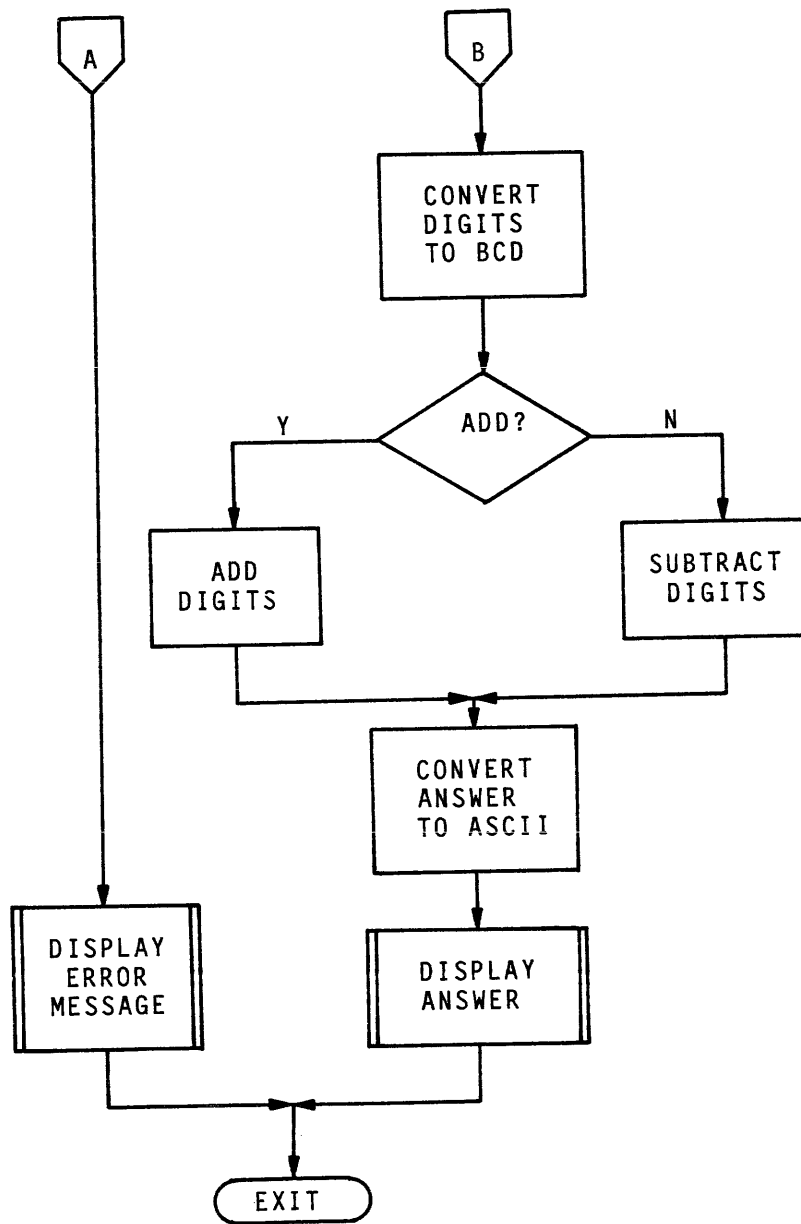 A
B
CONVERT
DIGITS
TO BCD
ADD?
Y
N
ADD
DIGITS
SUBTRACT
DIGITS
CONVERT
ANSWER
TO ASCII
DISPLAY
ERROR
MESSAGE
DISPLAY
ANSWER
EXIT